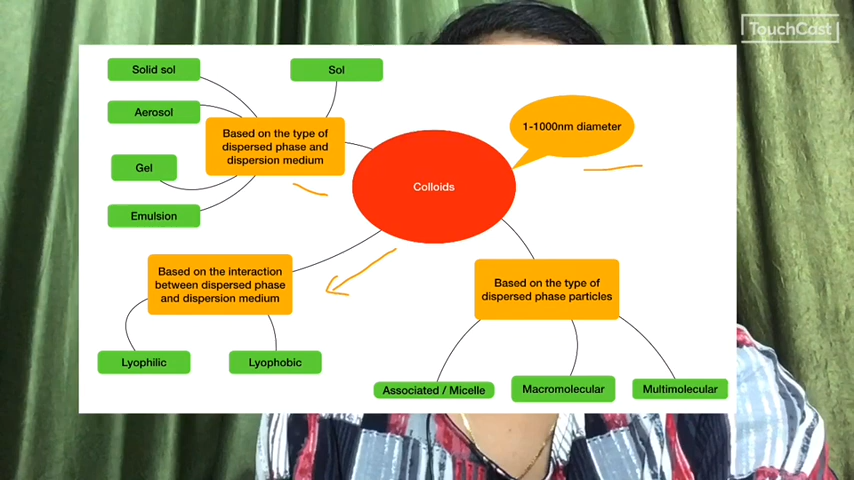 TouchCast
Solid sol
Sol
Aerosol
Based on the type of
dispersed phase and
dispersion medium
1-1000nm diameter
Gel
Colloids
Emulsion
Based on the interaction
between dispersed phase
and dispersion medium
Based on the type of
dispersed phase particles
Lyophilic
Lyophobic
Associated / Micelle
Macromolecular
Multimolecular